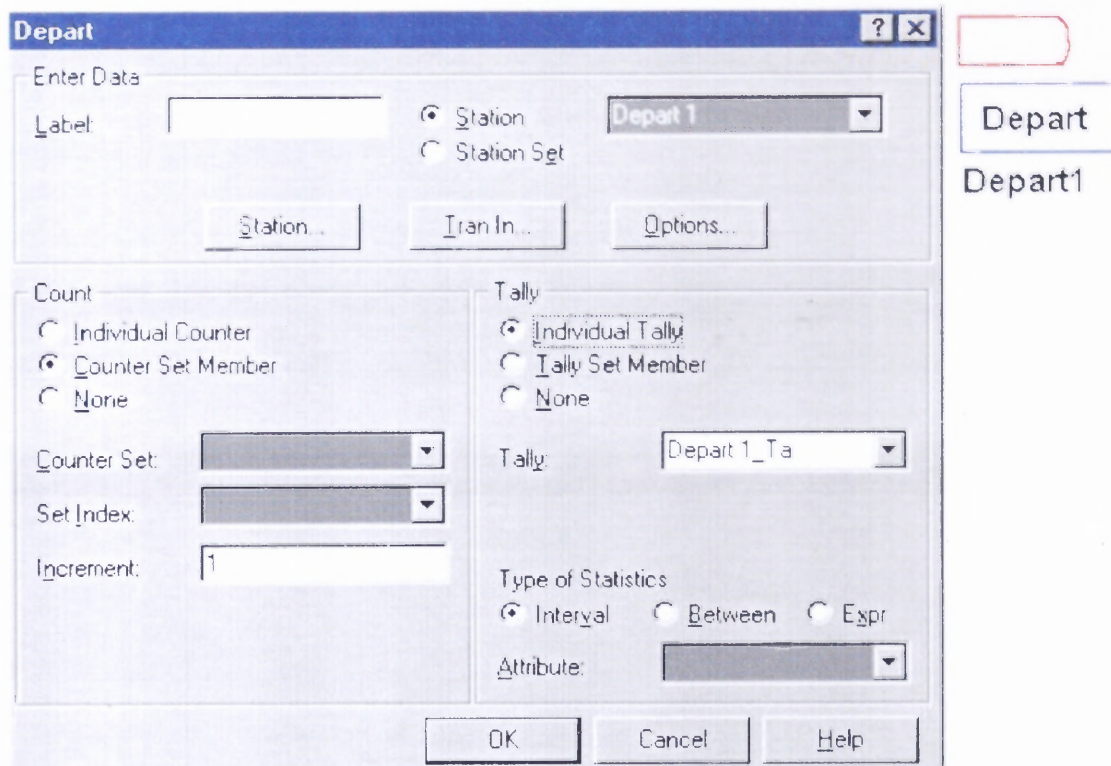 Depart
Enter Data
Label:
Station
Depart 1
Station Set
Station...
Tran In...
Options...
Count
Individual Counter
Counter Set Member
None
Counter Set:
Set Index:
Increment:
1
Tally
Individual Tally
Tally Set Member
None
Tally:
Depart 1_Ta
Type of Statistics
Interval
Between
Expr
Attribute:
OK
Cancel
Help
Depart
Depart1